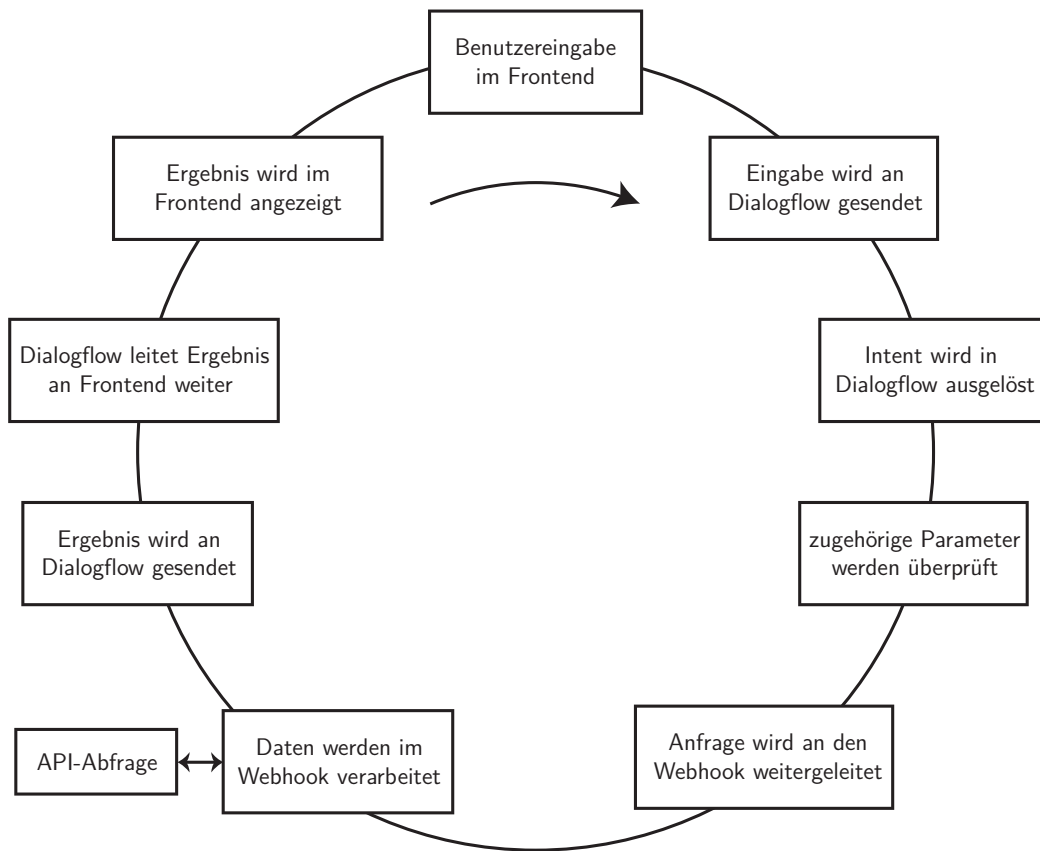 Benutzereingabe
im Frontend
Eingabe wird an
Dialogflow gesendet
Intent wird in
Dialogflow ausgelöst
zugehörige Parameter
werden überprüft
Anfrage wird an den
Webhook weitergeleitet
Daten werden im
Webhook verarbeitet
API-Abfrage
Ergebnis wird an
Dialogflow gesendet
Dialogflow leitet Ergebnis
an Frontend weiter
Ergebnis wird im
Frontend angezeigt